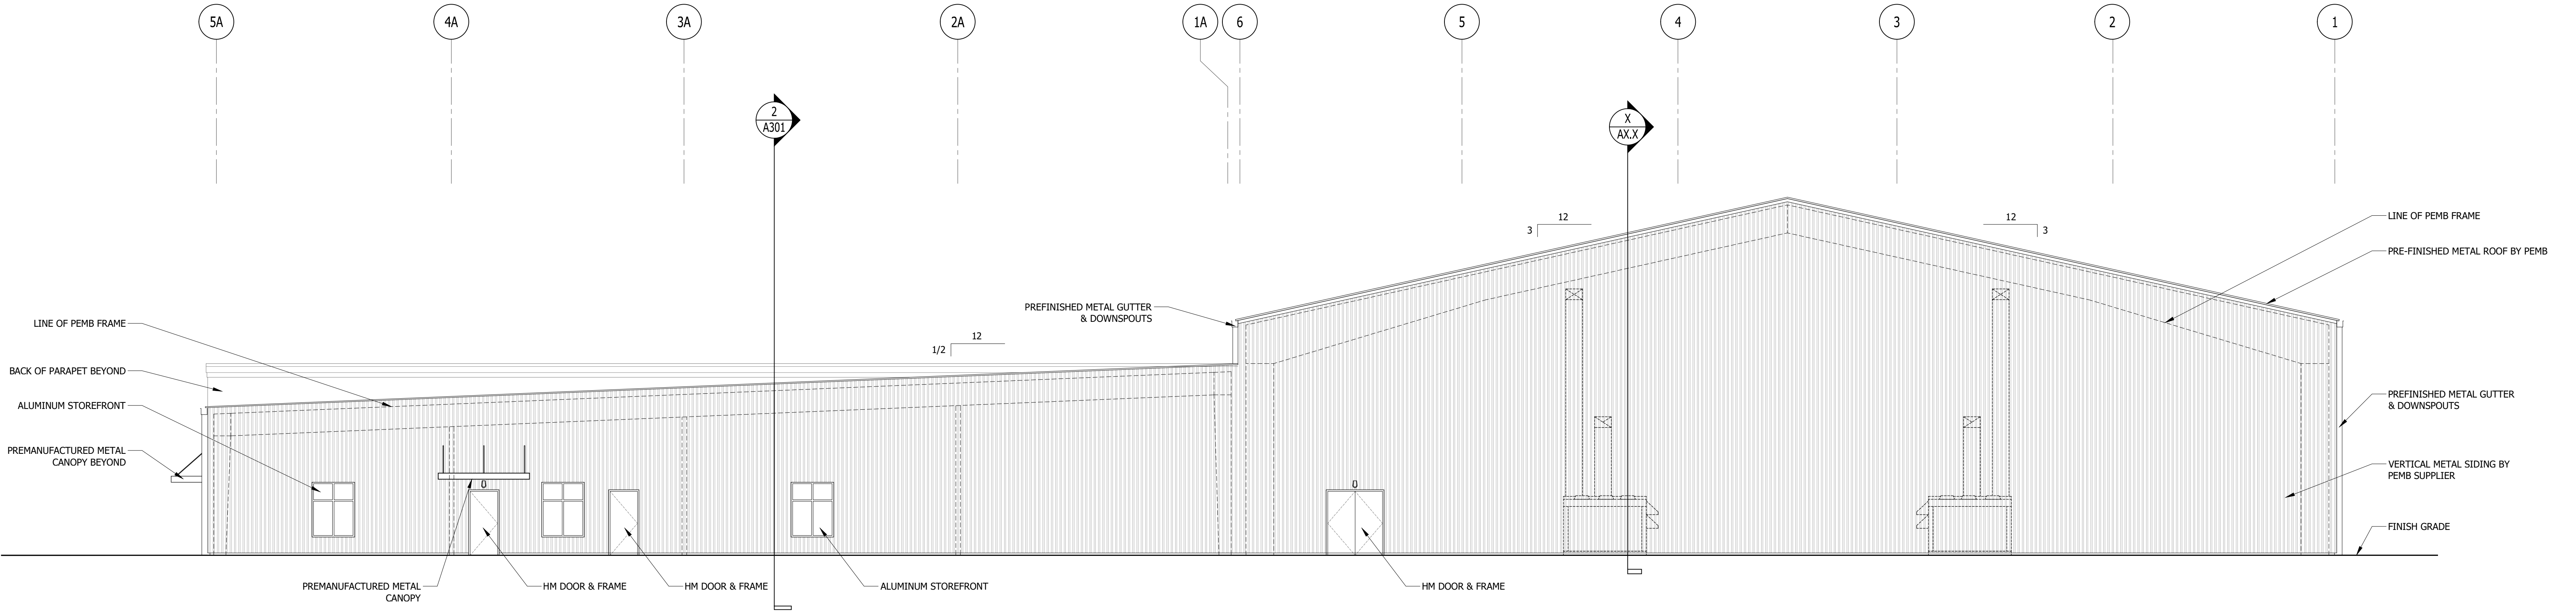 5A
4A
3A
2A
1A
6
5
4
3
2
1
2
A301
X
AX.X
12
3
12
3
LINE OF PEMB FRAME
PRE-FINISHED METAL ROOF BY PEMB
PREFINISHED METAL GUTTER
& DOWNSPOUTS
LINE OF PEMB FRAME
12
1/2
BACK OF PARAPET BEYOND
ALUMINUM STOREFRONT
PREFINISHED METAL GUTTER
& DOWNSPOUTS
PREMANUFACTURED METAL
CANOPY BEYOND
VERTICAL METAL SIDING BY
PEMB SUPPLIER
FINISH GRADE
PREMANUFACTURED METAL
CANOPY
HM DOOR & FRAME
HM DOOR & FRAME
ALUMINUM STOREFRONT
HM DOOR & FRAME